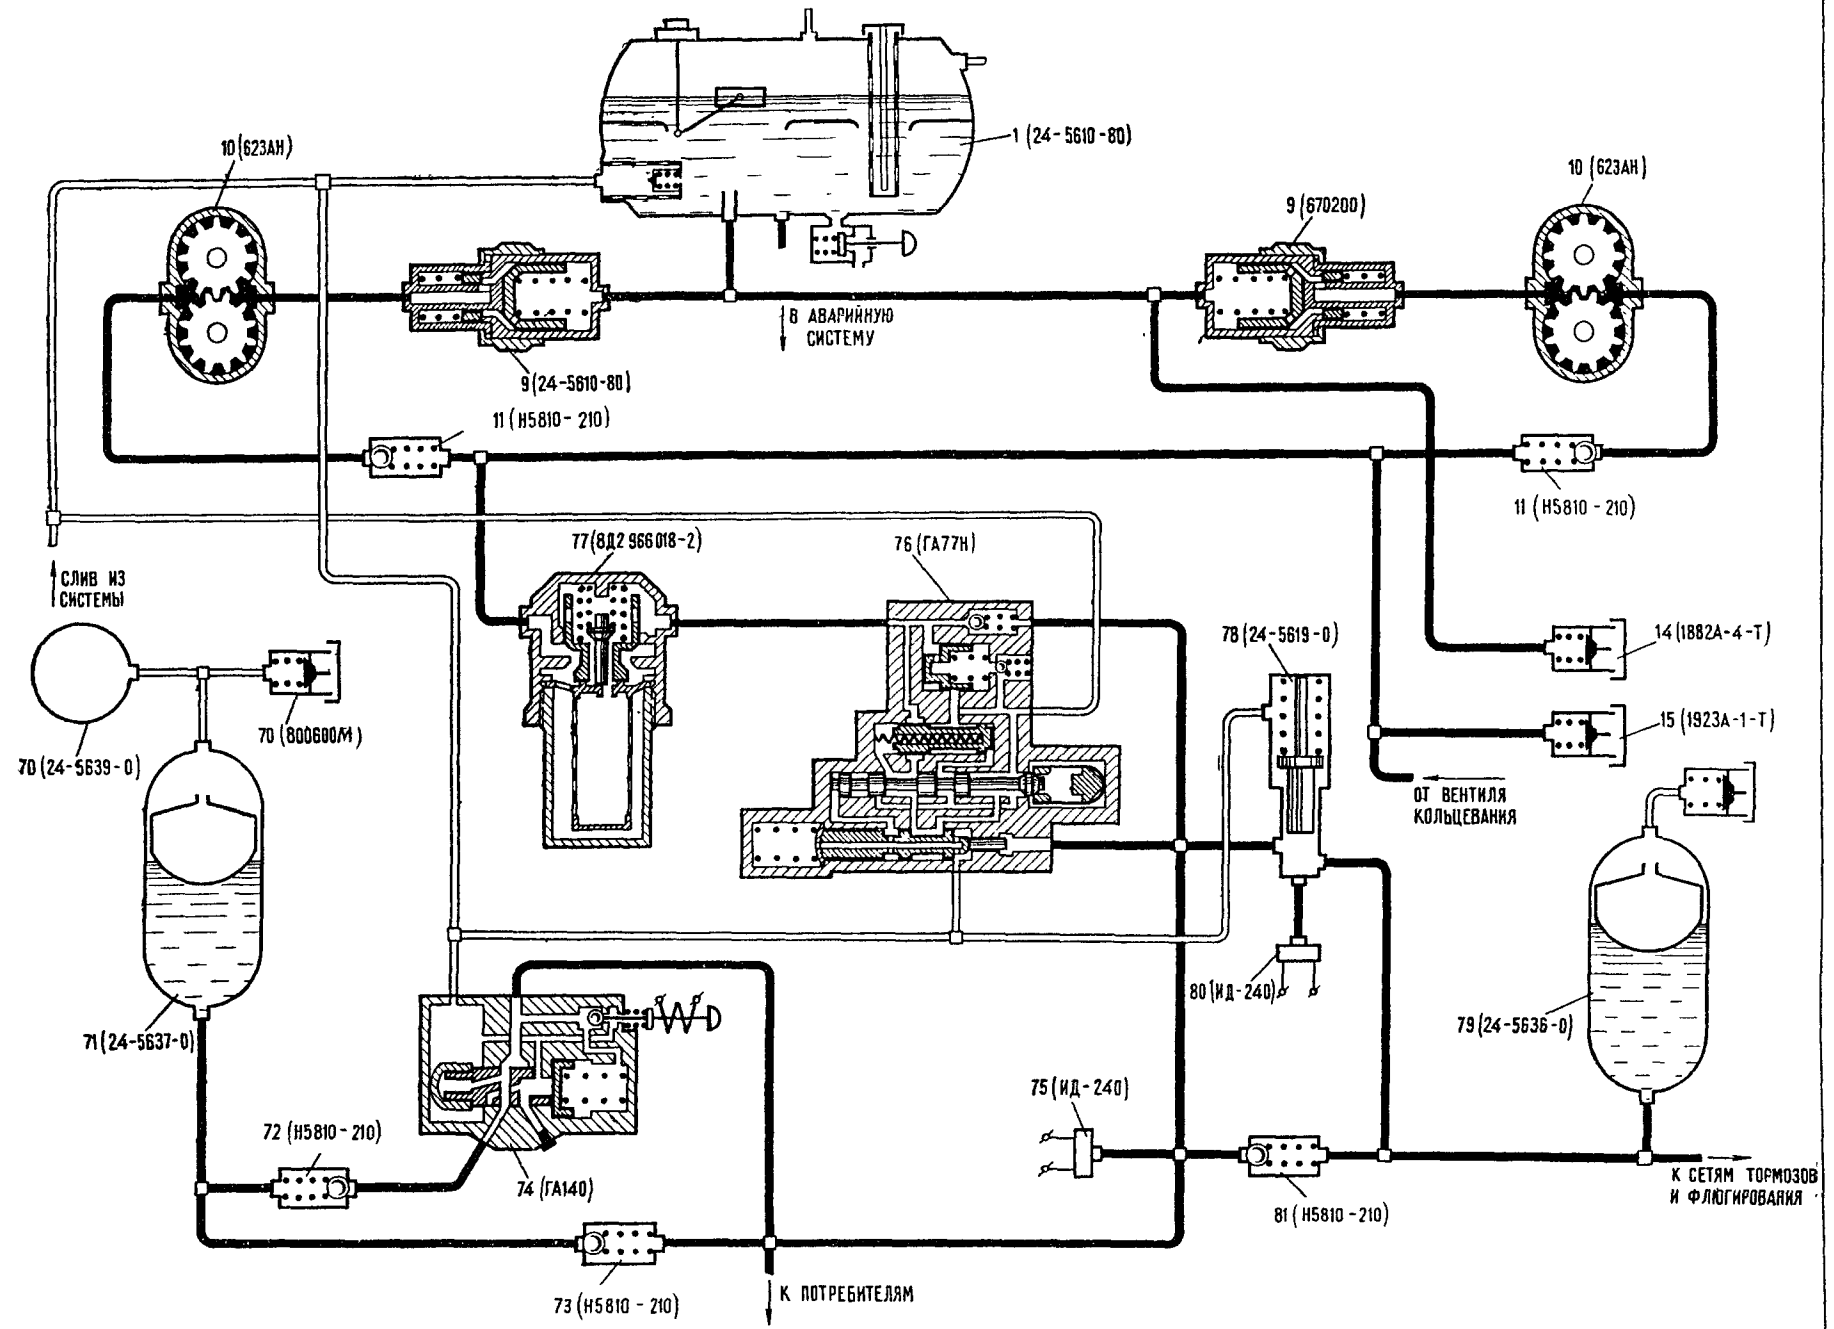 1 (24-5610-80)
10 (623АН)
10 (623АН)
9 (670200)
В АВАРИЙНУЮ
СИСТЕМУ
9 (24-5610-80)
11 (Н5810-210)
11 (Н5810-210)
77 (8Д2 966018-2)
76 (ГА77Н)
СЛИВ ИЗ
СИСТЕМЫ
78 (24-5619-0)
14 (1882А-4-Т)
15 (1923А-1-Т)
70 (800600/М)
70 (24-5639-0)
ОТ ВЕНТИЛЯ
КОЛЬЦЕВАНИЯ
80 (ИД-240)
79 (24-5636-0)
71 (24-5637-0)
75 (ИД-240)
72 (Н5810-210)
74 (ГА140)
К СЕТЯМ ТОРМОЗОВ
И ФЛЮГИРОВАНИЯ
81 (Н5810-210)
73 (Н5810-210)
К ПОТРЕБИТЕЛЯМ